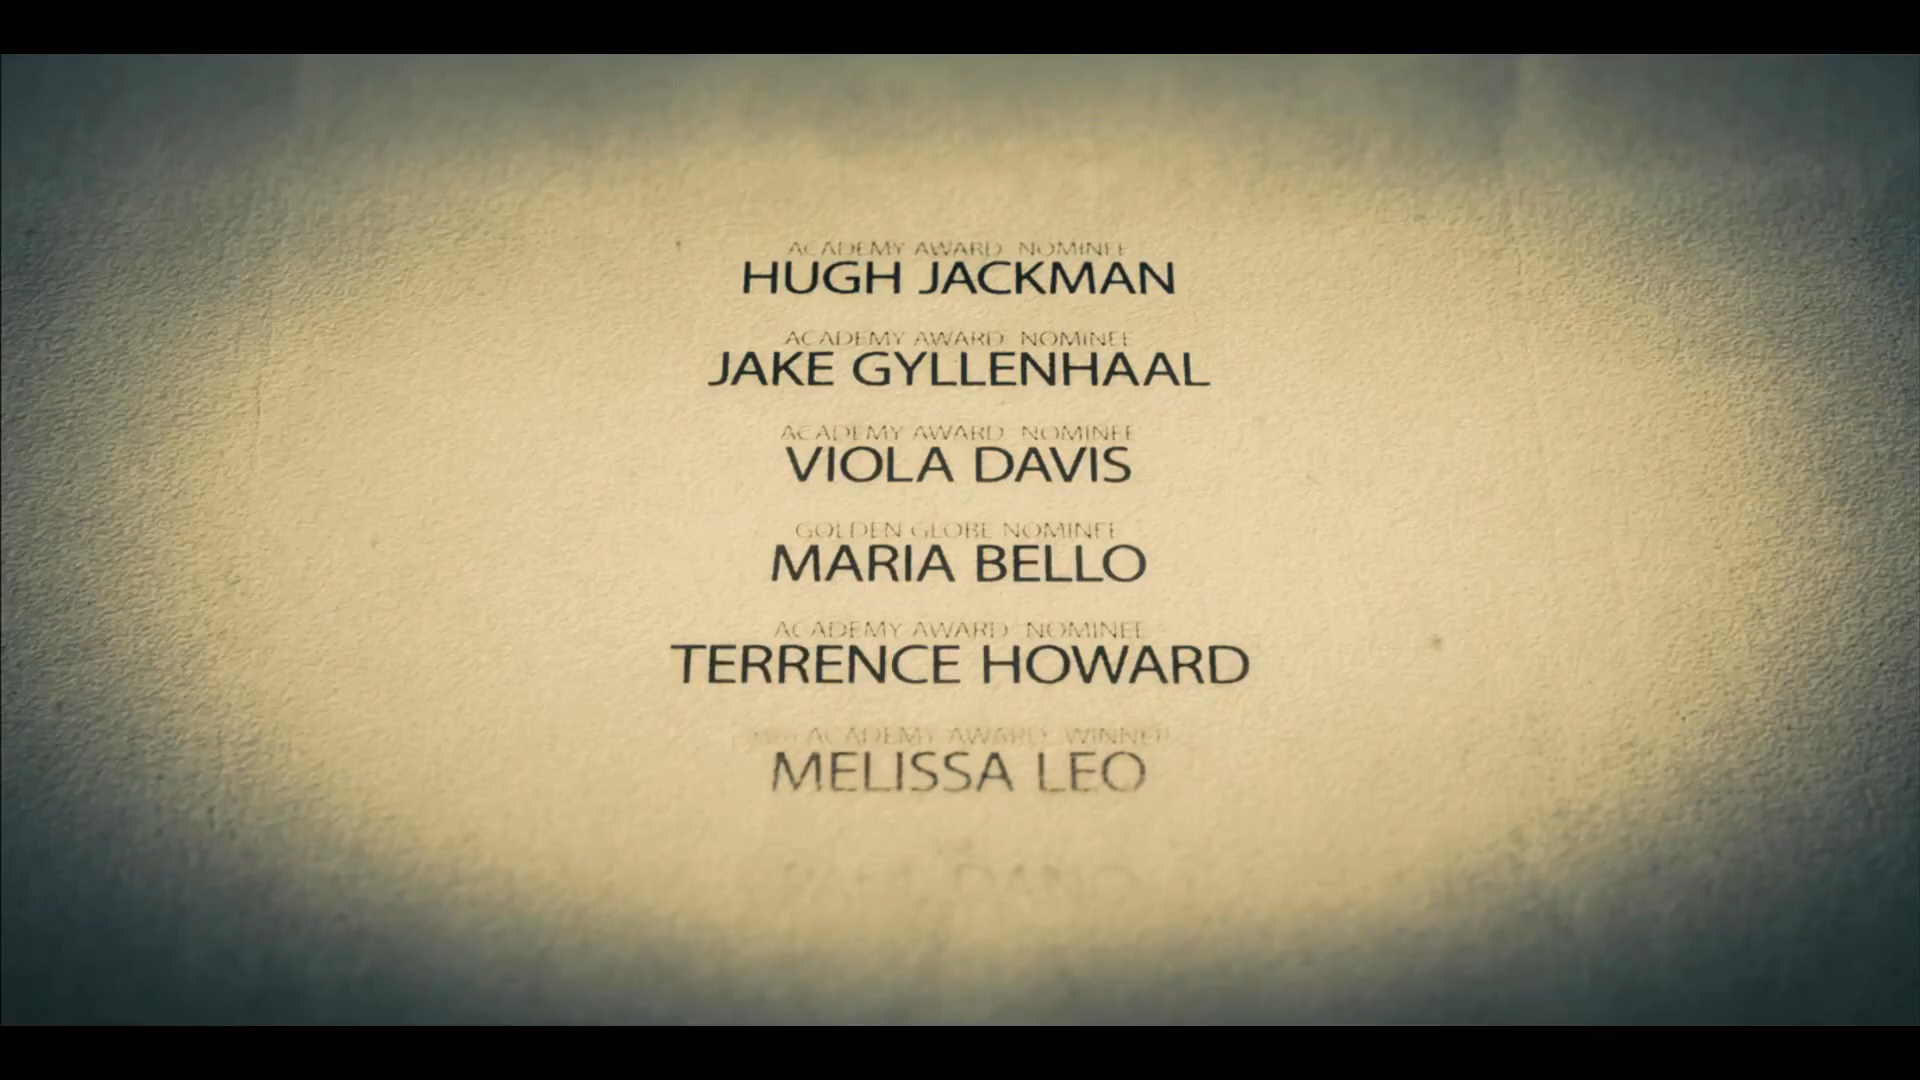 ACADEMY AWARD NOMINEE
HUGH JACKMAN
ACADEMY AWARD NOMINEE
JAKE GYLLENHAAL
ACADEMY AWARD NOMINEE
VIOLA DAVIS
GOLDEN GLOBE NOMINEE
MARIA BELLO
ACADEMY AWARD NOMINEE
TERRENCE HOWARD
ACADEMY AWARD WINNER
MELISSA LEO
DANO